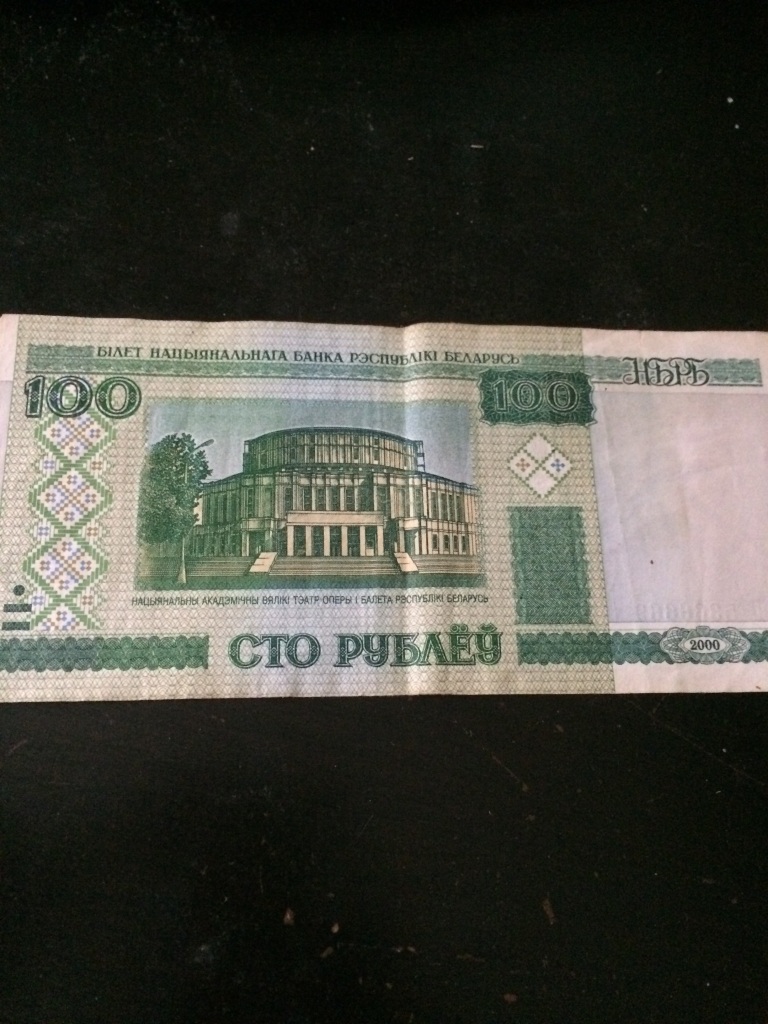 БІЛЕТ НАЦЫЯНАЛЬНАГА БАНКА РЭСПУБЛІКІ БЕЛАРУСЬ
НБРБ
100
100
НАЦЫЯНАЛЬНЫ АКАДЭМІЧНЫ ВЯЛІКІ ТЭАТР ОПЕРЫ І БАЛЕТА РЭСПУБЛІКІ БЕЛАРУСЬ
СТО РУБЛЁЎ
2000